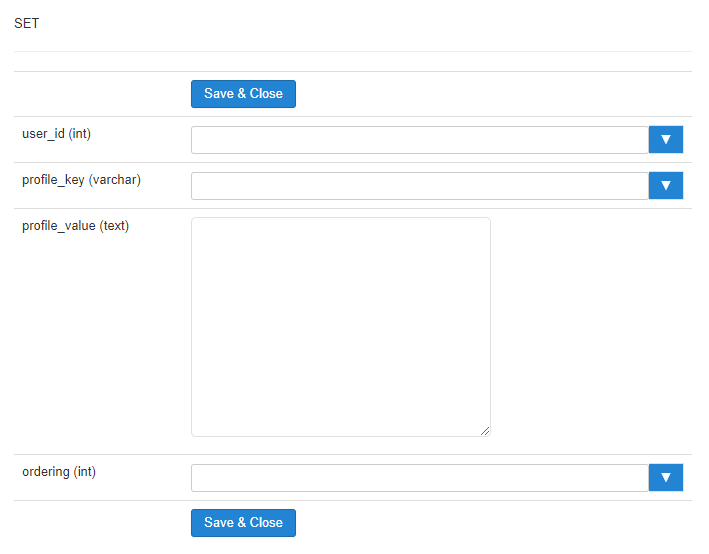 SET
Save & Close
user_id (int)
▼
profile_key (varchar)
▼
profile_value (text)
ordering (int)
▼
Save & Close